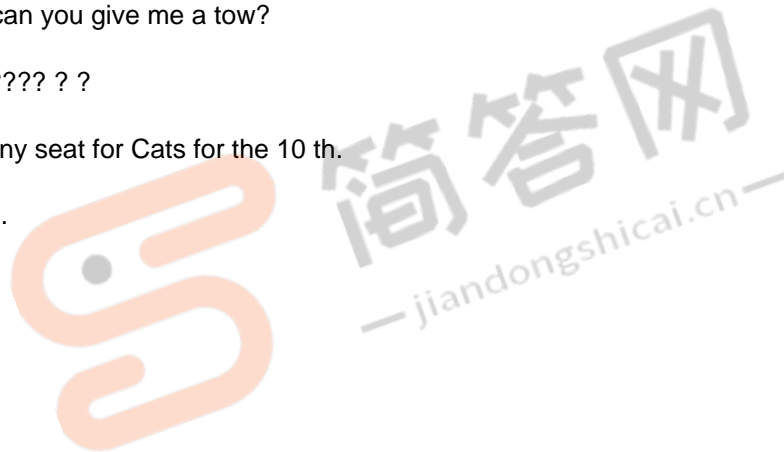 can you give me a tow?
???? ? ?
ny seat for Cats for the 10 th.
.
简答网
jiandongshicai.cn